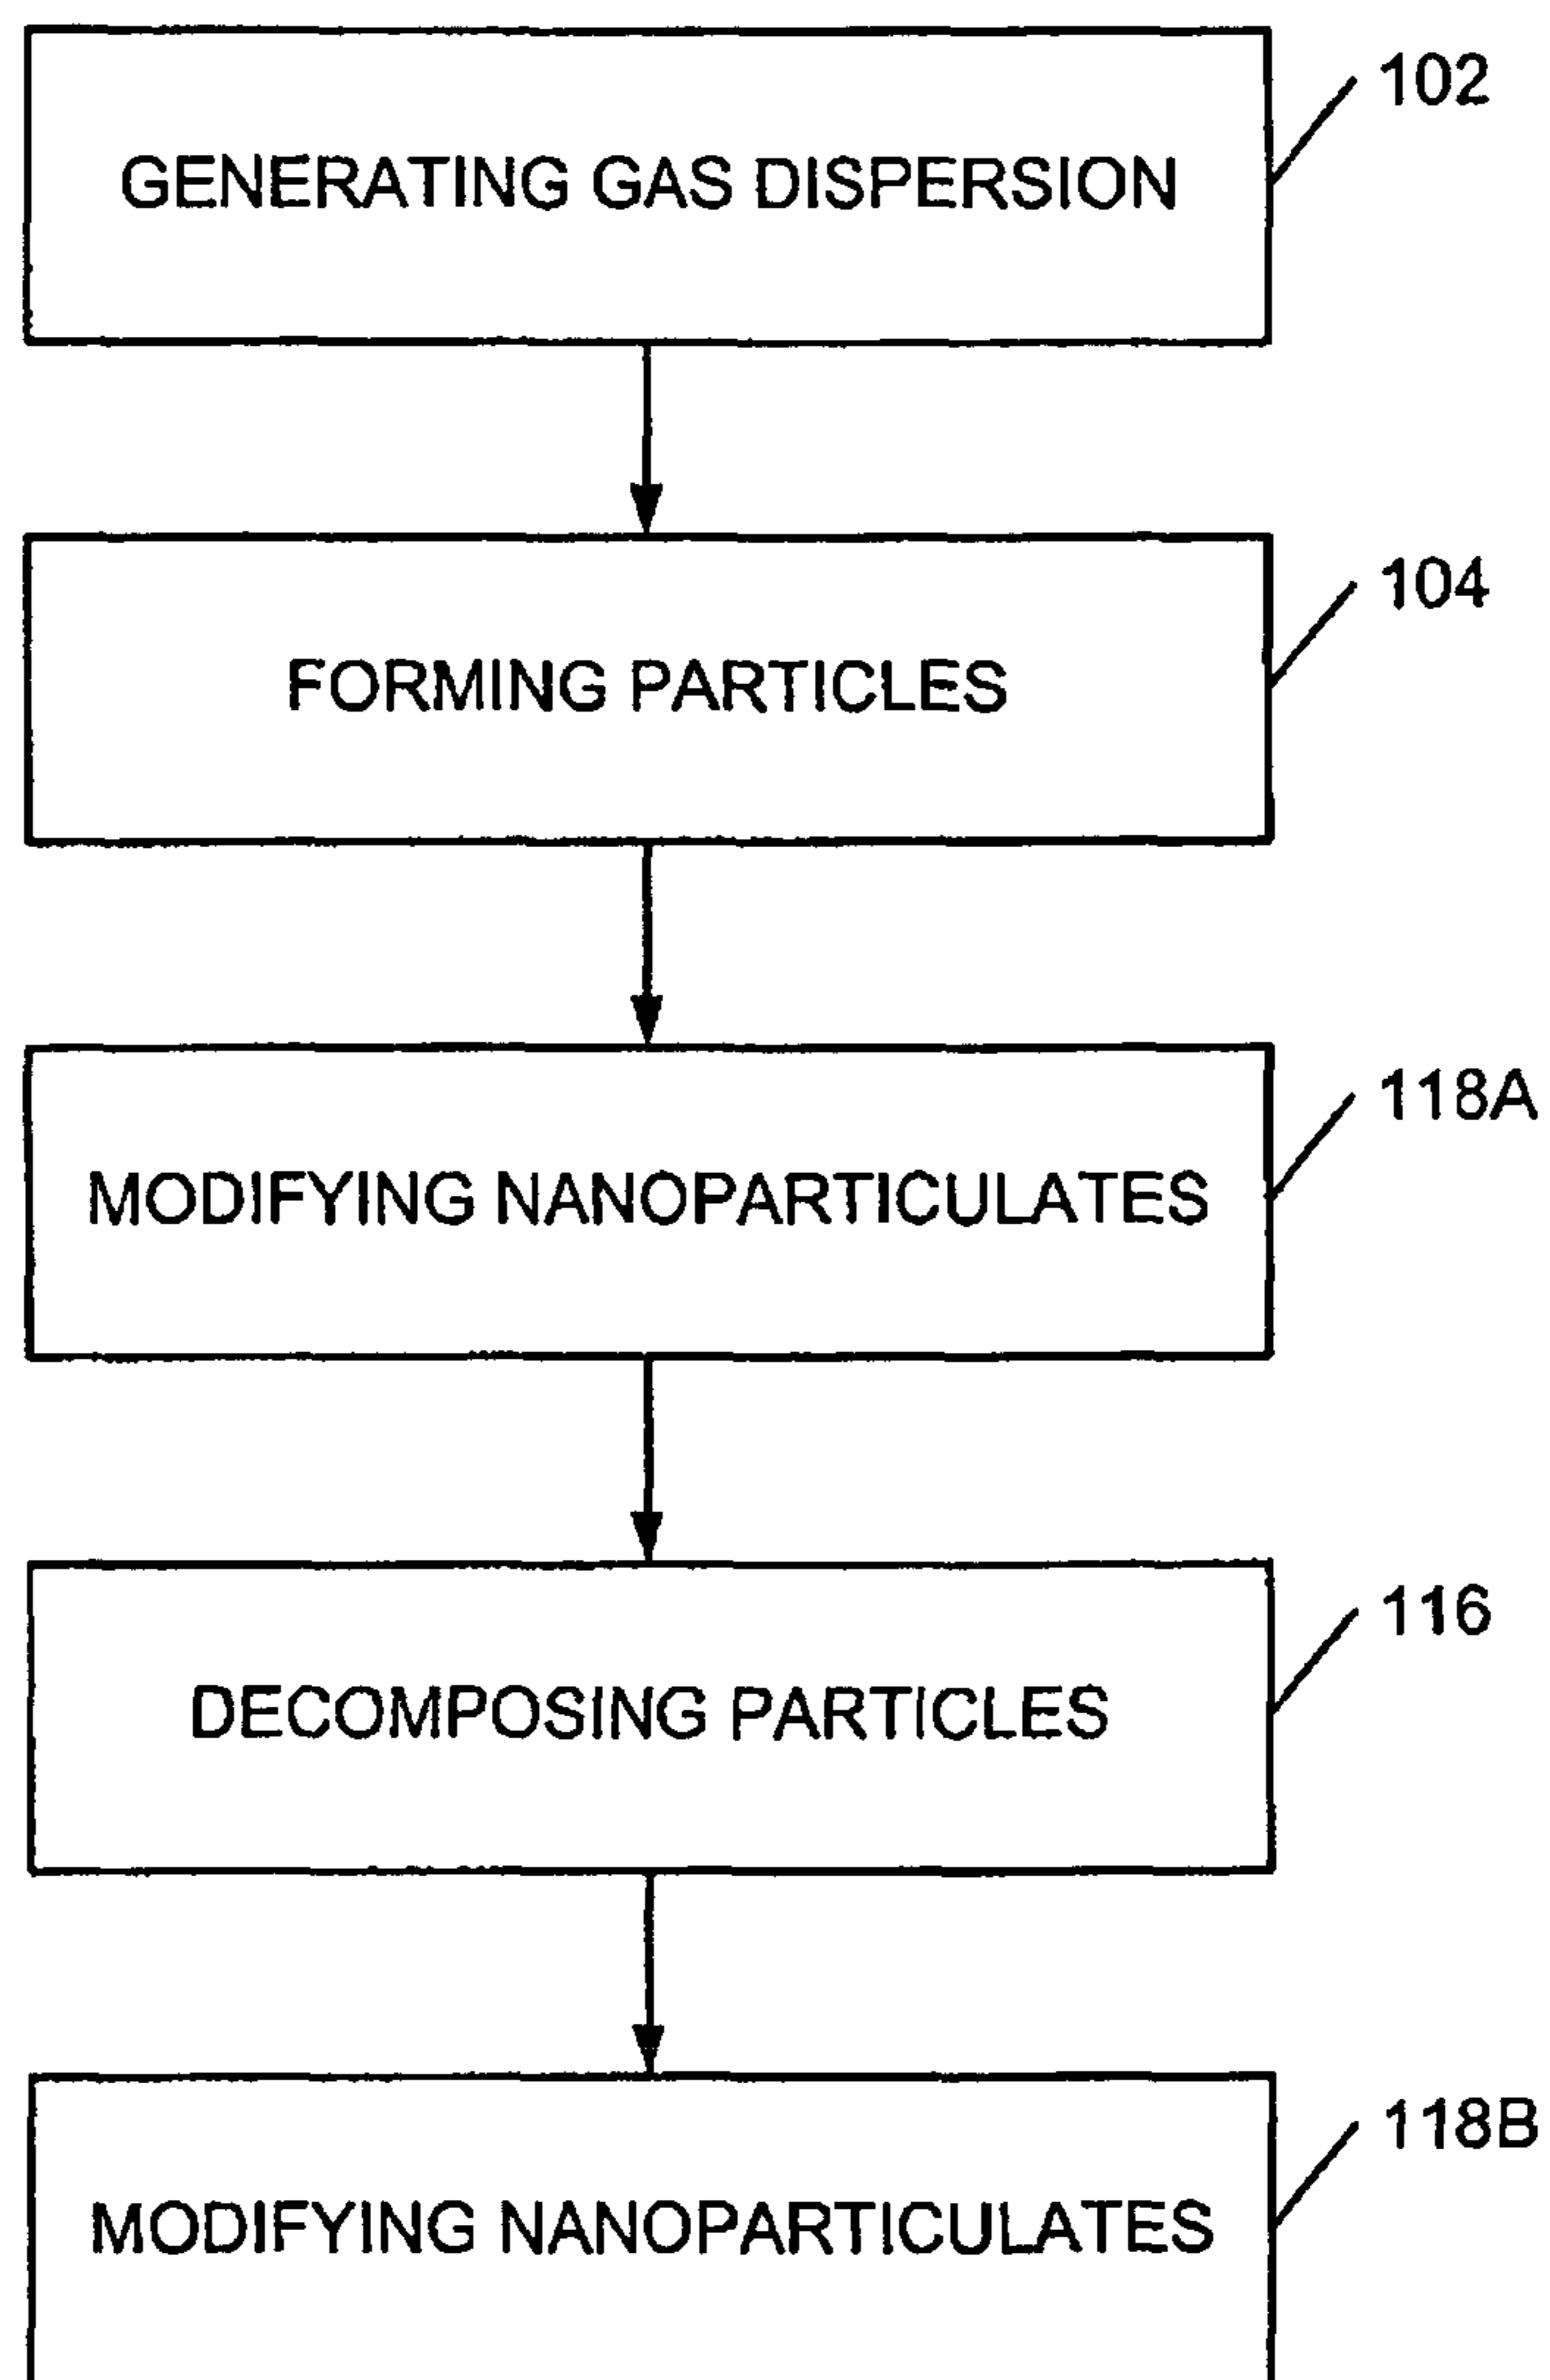 102
GENERATING GAS DISPERSION
104
FORMING PARTICLES
118A
MODIFYING NANOPARTICULATES
116
DECOMPOSING PARTICLES
118B
MODIFYING NANOPARTICULATES